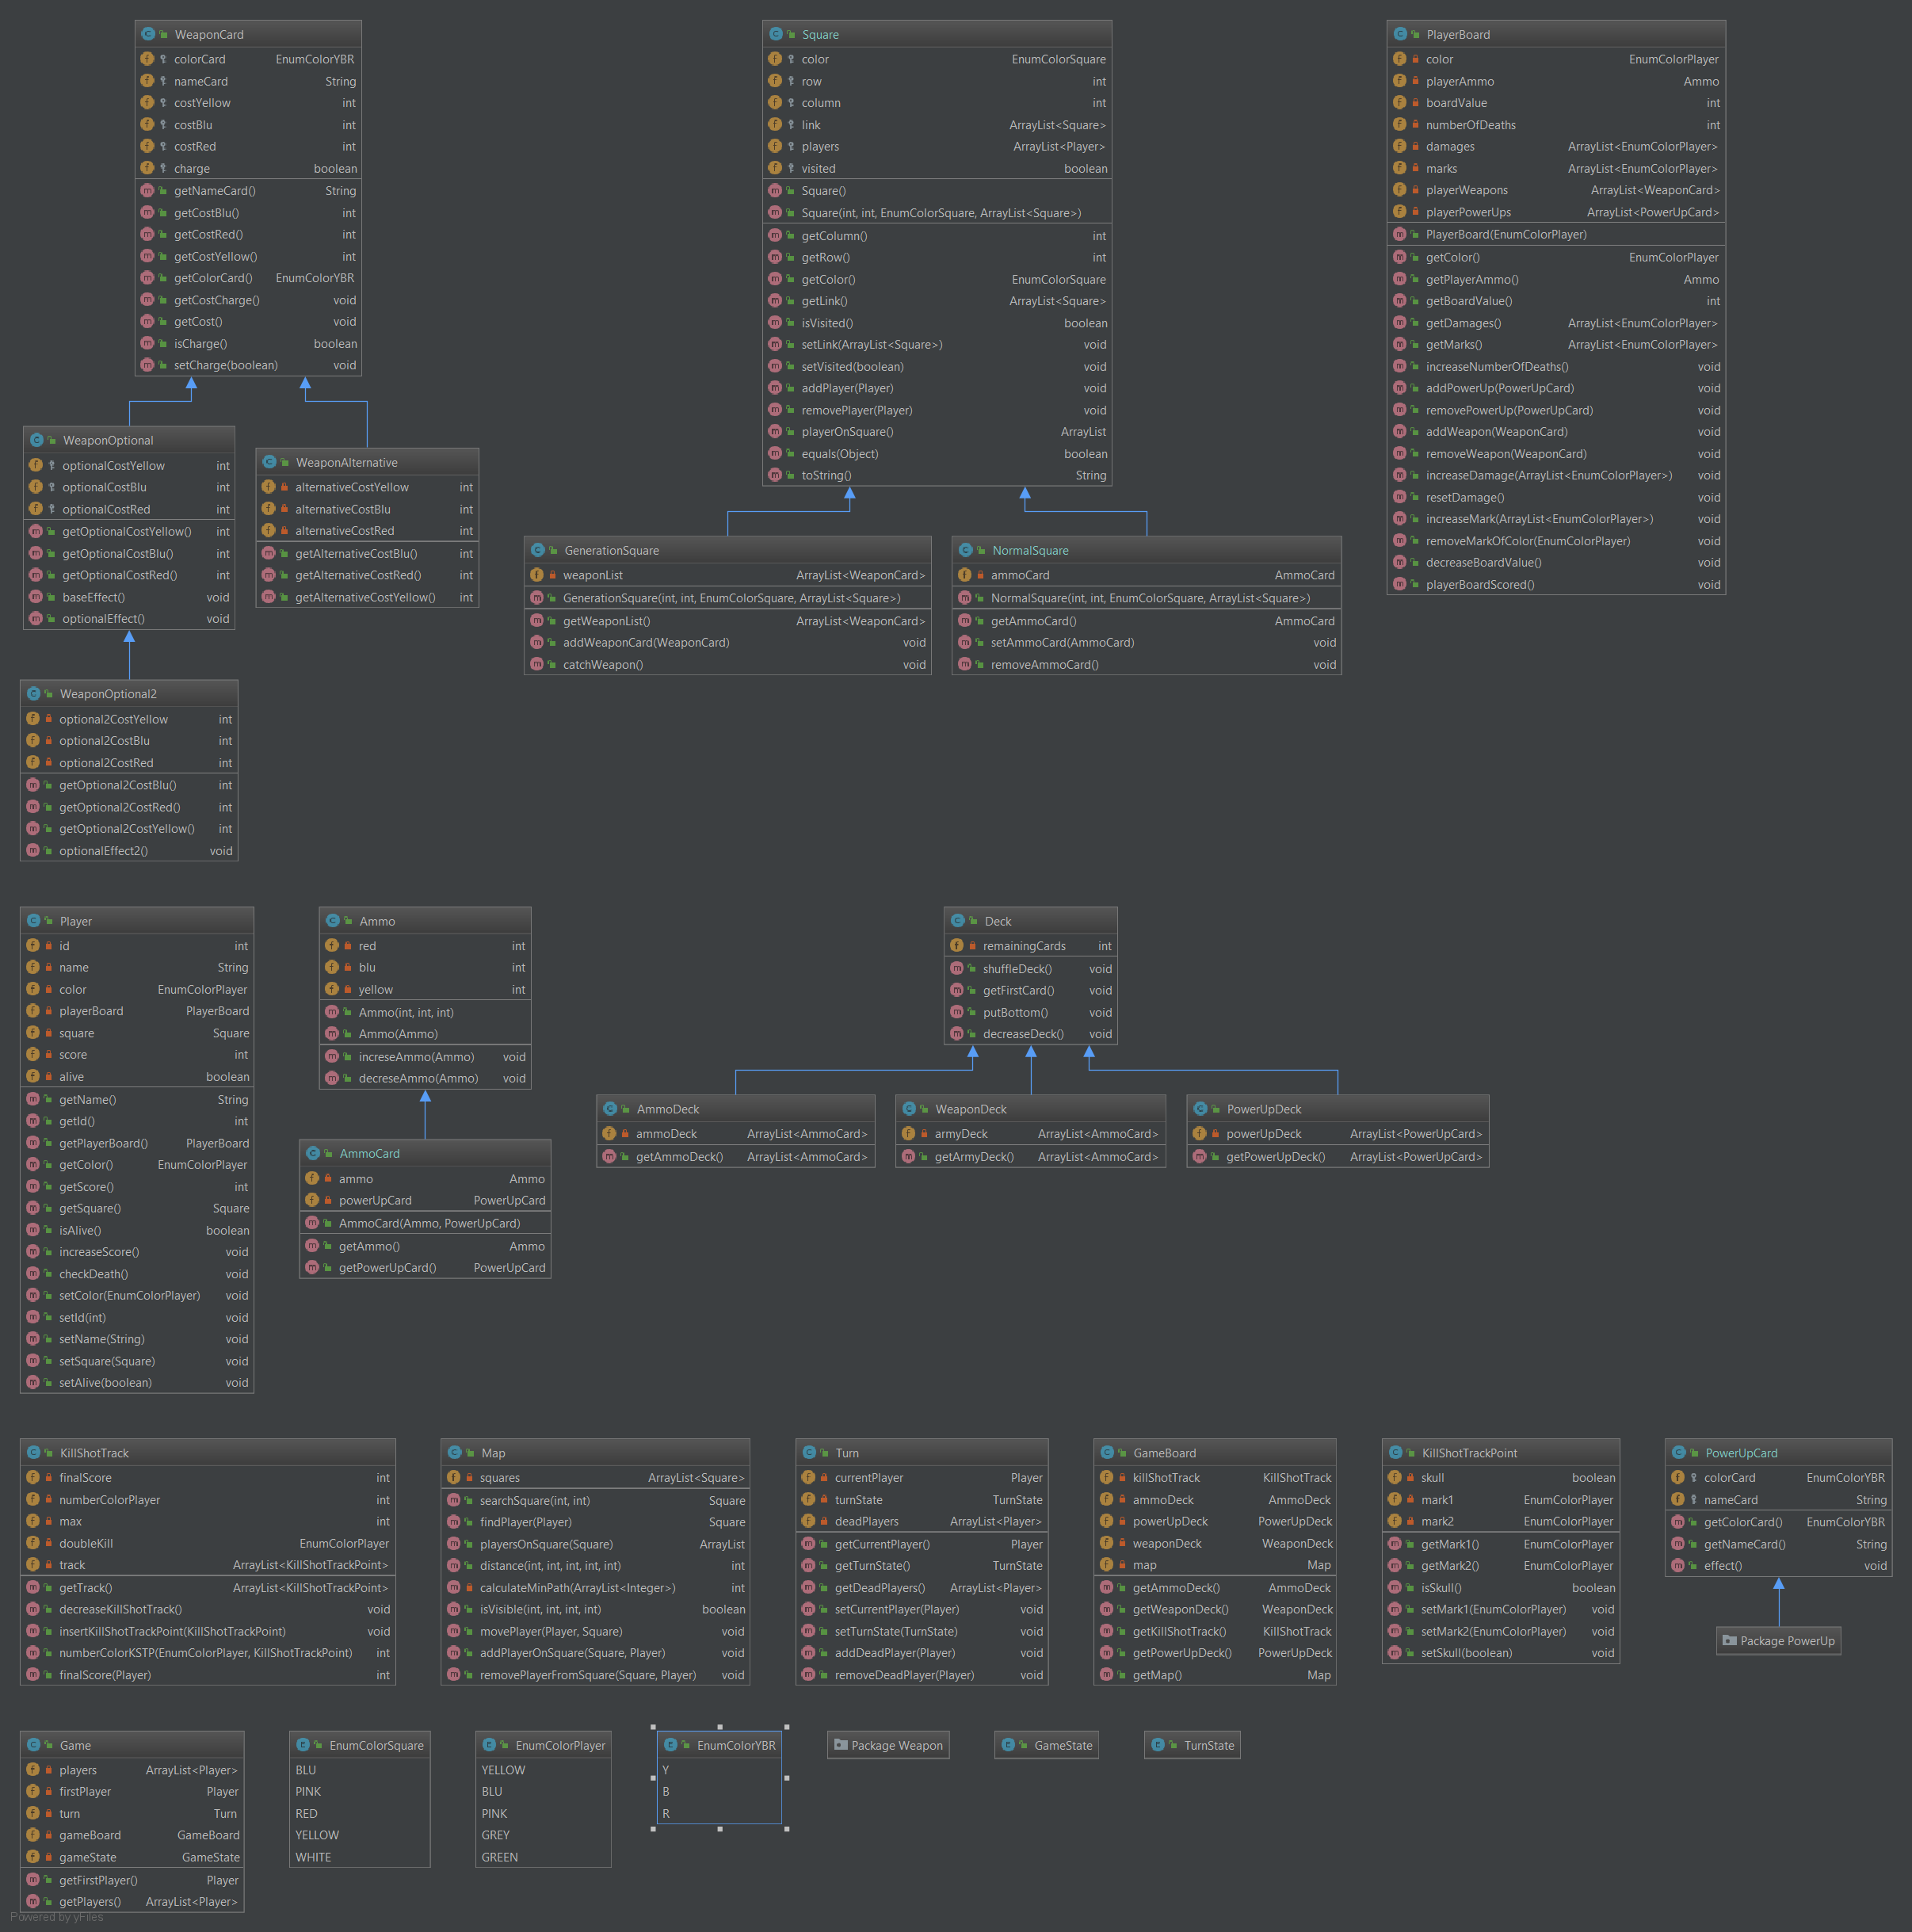 WeaponCard
colorCard EnumColorYBR
nameCard String
costYellow int
costBlu int
costRed int
charge boolean
getNameCard() String
getCostBlu() int
getCostRed() int
getCostYellow() int
getColorCard() EnumColorYBR
getCostCharge() void
getCost() void
isCharge() boolean
setCharge(boolean) void
WeaponOptional
optionalCostYellow int
optionalCostBlu int
optionalCostRed int
getOptionalCostYellow() int
getOptionalCostBlu() int
getOptionalCostRed() int
baseEffect() void
optionalEffect() void
WeaponAlternative
alternativeCostYellow int
alternativeCostBlu int
alternativeCostRed int
getAlternativeCostBlu() int
getAlternativeCostRed() int
getAlternativeCostYellow() int
WeaponOptional2
optional2CostYellow int
optional2CostBlu int
optional2CostRed int
getOptional2CostBlu() int
getOptional2CostRed() int
getOptional2CostYellow() int
optionalEffect2() void
Square
color EnumColorSquare
row int
column int
link ArrayList<Square>
players ArrayList<Player>
visited boolean
Square()
Square(int, int, EnumColorSquare, ArrayList<Square>)
getColumn() int
getRow() int
getColor() EnumColorSquare
getLink() ArrayList<Square>
isVisited() boolean
setLink(ArrayList<Square>) void
setVisited(boolean) void
addPlayer(Player) void
removePlayer(Player) void
playerOnSquare() ArrayList
equals(Object) boolean
toString() String
GenerationSquare
weaponList ArrayList<WeaponCard>
GenerationSquare(int, int, EnumColorSquare, ArrayList<Square>)
getWeaponList() ArrayList<WeaponCard>
addWeaponCard(WeaponCard) void
catchWeapon() void
NormalSquare
ammoCard AmmoCard
NormalSquare(int, int, EnumColorSquare, ArrayList<Square>)
getAmmoCard() AmmoCard
setAmmoCard(AmmoCard) void
removeAmmoCard() void
PlayerBoard
color EnumColorPlayer
playerAmmo Ammo
boardValue int
numberOfDeaths int
damages ArrayList<EnumColorPlayer>
marks ArrayList<EnumColorPlayer>
playerWeapons ArrayList<WeaponCard>
playerPowerUps ArrayList<PowerUpCard>
PlayerBoard(EnumColorPlayer)
getColor() EnumColorPlayer
getPlayerAmmo() Ammo
getBoardValue() int
getDamages() ArrayList<EnumColorPlayer>
getMarks() ArrayList<EnumColorPlayer>
increaseNumberOfDeaths() void
addPowerUp(PowerUpCard) void
removePowerUp(PowerUpCard) void
addWeapon(WeaponCard) void
removeWeapon(WeaponCard) void
increaseDamage(ArrayList<EnumColorPlayer>) void
resetDamage() void
increaseMark(ArrayList<EnumColorPlayer>) void
removeMarkOfColor(EnumColorPlayer) void
decreaseBoardValue() void
playerBoardScored() void
Player
id int
name String
color EnumColorPlayer
playerBoard PlayerBoard
square Square
score int
alive boolean
getName() String
getId() int
getPlayerBoard() PlayerBoard
getColor() EnumColorPlayer
getScore() int
getSquare() Square
isAlive() boolean
increaseScore() void
checkDeath() void
setColor(EnumColorPlayer) void
setId(int) void
setName(String) void
setSquare(Square) void
setAlive(boolean) void
Ammo
red int
blu int
yellow int
Ammo(int, int, int)
Ammo(Ammo)
increseAmmo(Ammo) void
decreseAmmo(Ammo) void
AmmoCard
ammo Ammo
powerUpCard PowerUpCard
AmmoCard(Ammo, PowerUpCard)
getAmmo() Ammo
getPowerUpCard() PowerUpCard
Deck
remainingCards int
shuffleDeck() void
getFirstCard() void
putBottom() void
decreaseDeck() void
AmmoDeck
ammoDeck ArrayList<AmmoCard>
getAmmoDeck() ArrayList<AmmoCard>
WeaponDeck
armyDeck ArrayList<AmmoCard>
getArmyDeck() ArrayList<AmmoCard>
PowerUpDeck
powerUpDeck ArrayList<PowerUpCard>
getPowerUpDeck() ArrayList<PowerUpCard>
KillShotTrack
finalScore int
numberColorPlayer int
max int
doubleKill EnumColorPlayer
track ArrayList<KillShotTrackPoint>
getTrack() ArrayList<KillShotTrackPoint>
decreaseKillShotTrack() void
insertKillShotTrackPoint(KillShotTrackPoint) void
numberColorKSTP(EnumColorPlayer, KillShotTrackPoint) int
finalScore(Player) int
Map
squares ArrayList<Square>
searchSquare(int, int) Square
findPlayer(Player) Square
playersOnSquare(Square) ArrayList
distance(int, int, int, int, int) int
calculateMinPath(ArrayList<Integer>) int
isVisible(int, int, int, int) boolean
movePlayer(Player, Square) void
addPlayerOnSquare(Square, Player) void
removePlayerFromSquare(Square, Player) void
Turn
currentPlayer Player
turnState TurnState
deadPlayers ArrayList<Player>
getCurrentPlayer() Player
getTurnState() TurnState
getDeadPlayers() ArrayList<Player>
setCurrentPlayer(Player) void
setTurnState(TurnState) void
addDeadPlayer(Player) void
removeDeadPlayer(Player) void
GameBoard
killShotTrack KillShotTrack
ammoDeck AmmoDeck
powerUpDeck PowerUpDeck
weaponDeck WeaponDeck
map Map
getAmmoDeck() AmmoDeck
getWeaponDeck() WeaponDeck
getKillShotTrack() KillShotTrack
getPowerUpDeck() PowerUpDeck
getMap() Map
KillShotTrackPoint
skull boolean
mark1 EnumColorPlayer
mark2 EnumColorPlayer
getMark1() EnumColorPlayer
getMark2() EnumColorPlayer
isSkull() boolean
setMark1(EnumColorPlayer) void
setMark2(EnumColorPlayer) void
setSkull(boolean) void
PowerUpCard
colorCard EnumColorYBR
nameCard String
getColorCard() EnumColorYBR
getNameCard() String
effect() void
Package PowerUp
Game
players ArrayList<Player>
firstPlayer Player
turn Turn
gameBoard GameBoard
gameState GameState
getFirstPlayer() Player
getPlayers() ArrayList<Player>
EnumColorSquare
BLU
PINK
RED
YELLOW
WHITE
EnumColorPlayer
YELLOW
BLU
PINK
GREY
GREEN
EnumColorYBR
Y
B
R
Package Weapon
GameState
TurnState
Powered by yFiles